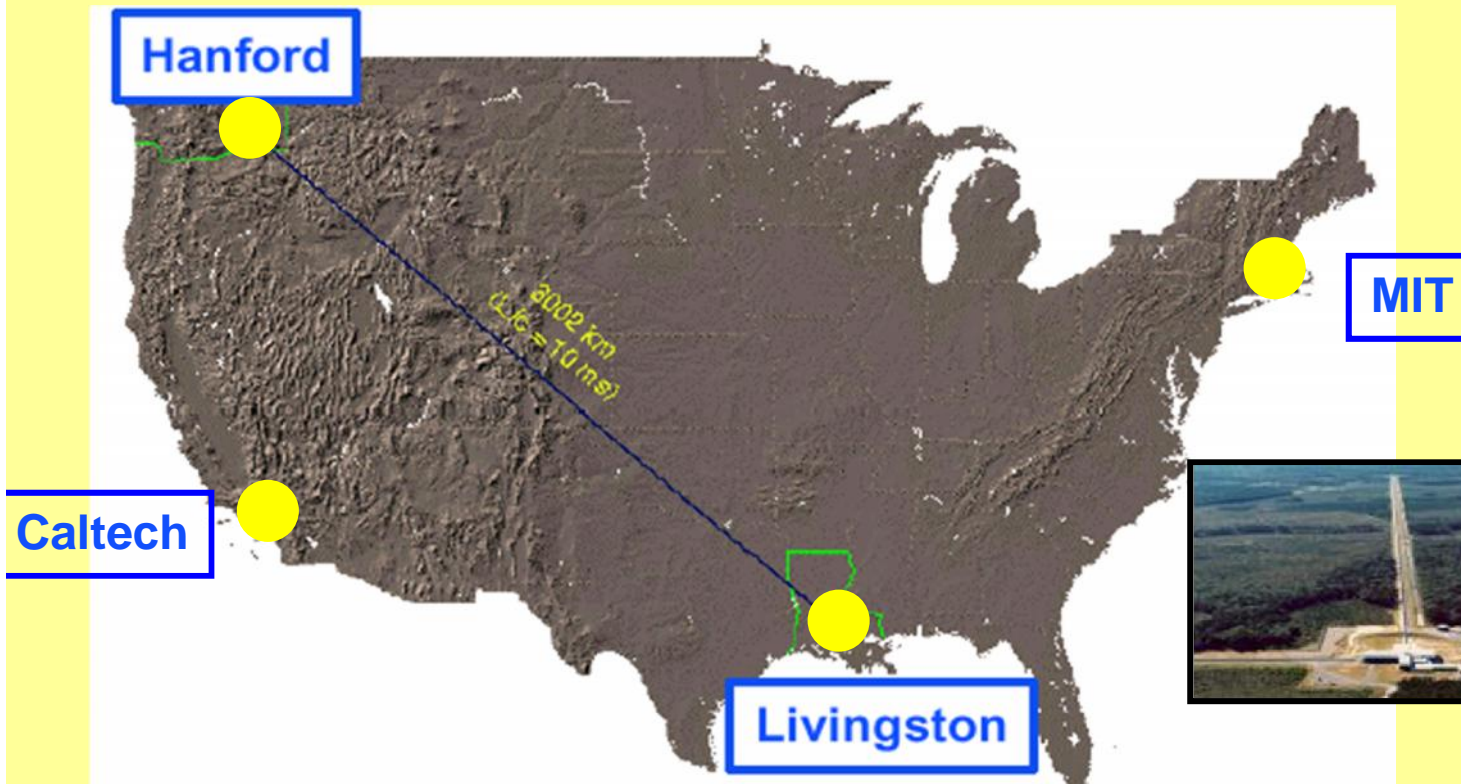 Hanford
3002 km
(L/c = 10 ms)
MIT
Caltech
Livingston